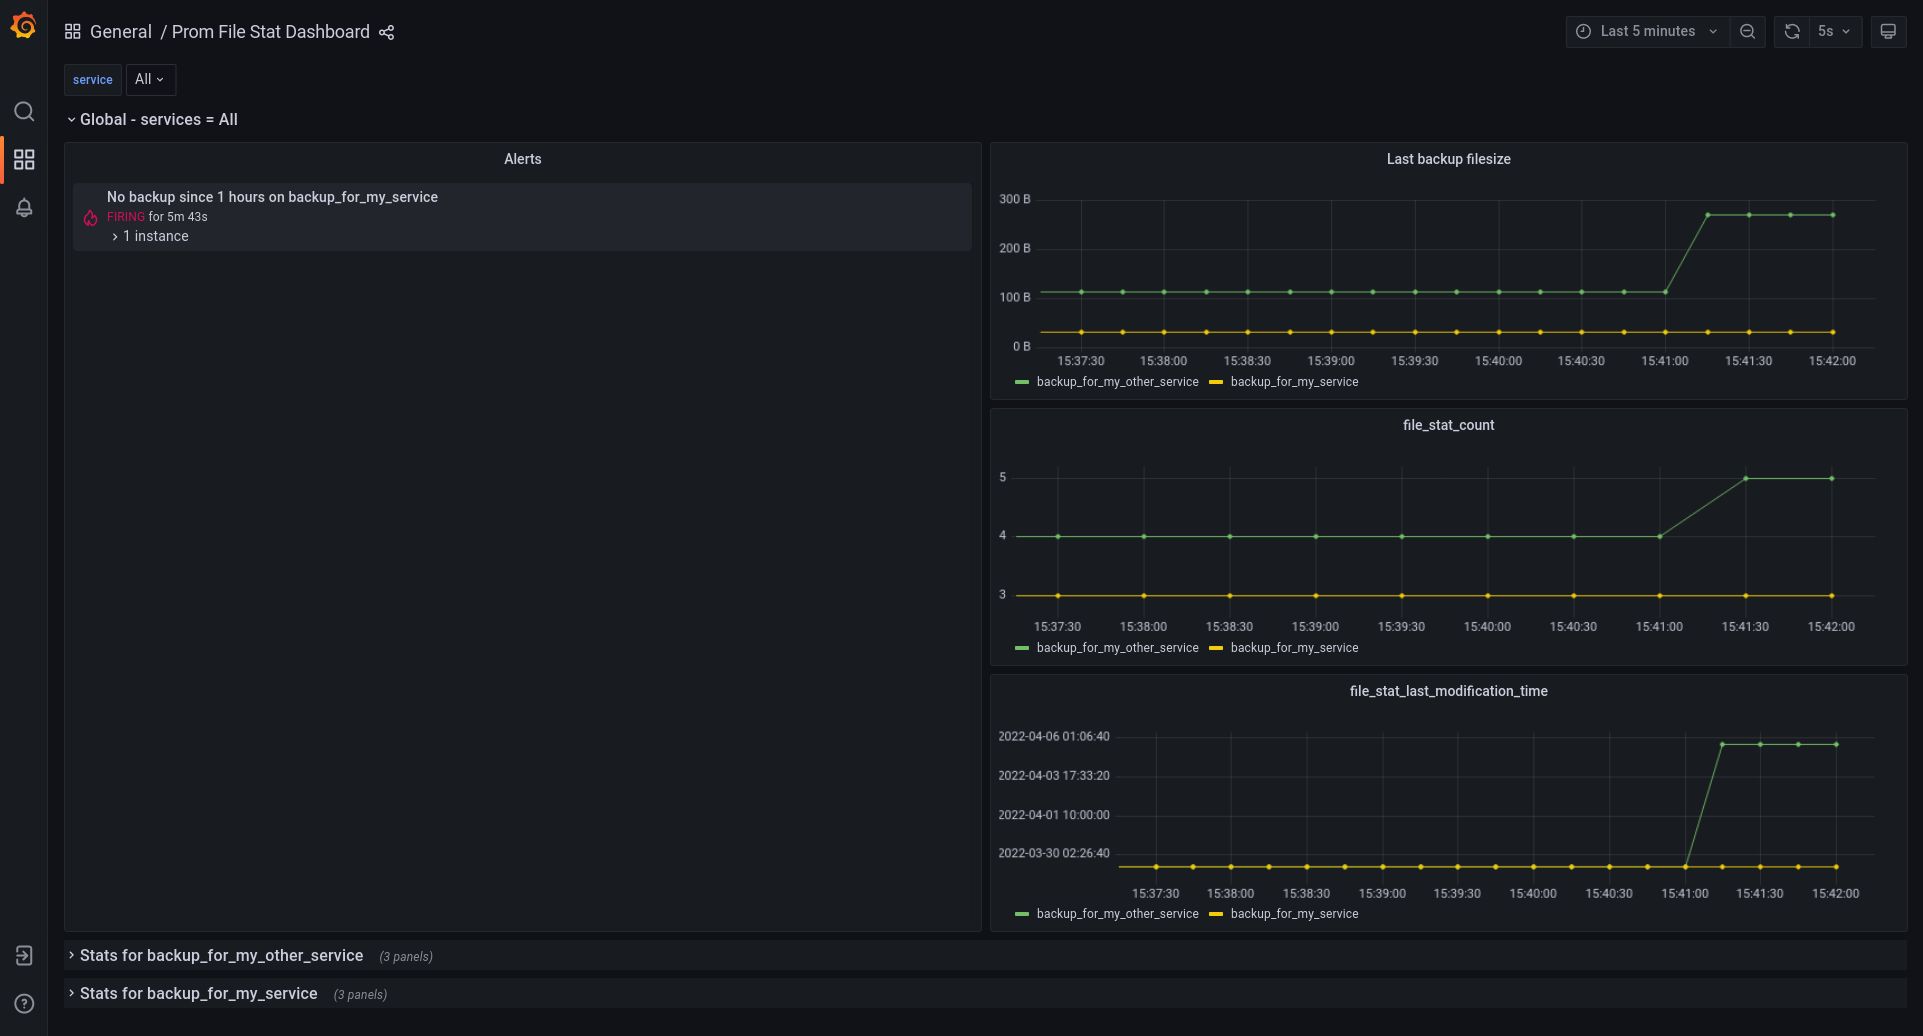 General / Prom File Stat Dashboard
Last 5 minutes
5s
service
All
Global - services = All
Alerts
No backup since 1 hours on backup_for_my_service
FIRING for 5m 43s
1 instance
Last backup filesize
300 B
200 B
100 B
0 B
15:37:30 15:38:00 15:38:30 15:39:00 15:39:30 15:40:00 15:40:30 15:41:00 15:41:30 15:42:00
backup_for_my_other_service backup_for_my_service
file_stat_count
5
4
3
15:37:30 15:38:00 15:38:30 15:39:00 15:39:30 15:40:00 15:40:30 15:41:00 15:41:30 15:42:00
backup_for_my_other_service backup_for_my_service
file_stat_last_modification_time
2022-04-06 01:06:40
2022-04-03 17:33:20
2022-04-01 10:00:00
2022-03-30 02:26:40
15:37:30 15:38:00 15:38:30 15:39:00 15:39:30 15:40:00 15:40:30 15:41:00 15:41:30 15:42:00
backup_for_my_other_service backup_for_my_service
Stats for backup_for_my_other_service (3 panels)
Stats for backup_for_my_service (3 panels)